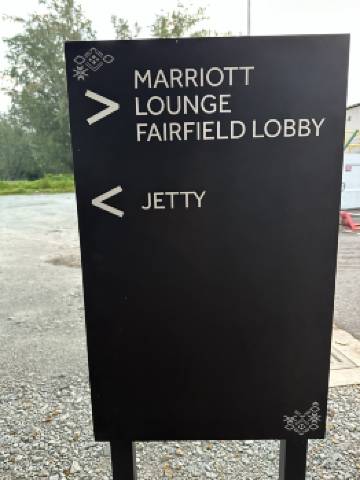 MARRIOTT
> LOUNGE
FAIRFIELD LOBBY
< JETTY